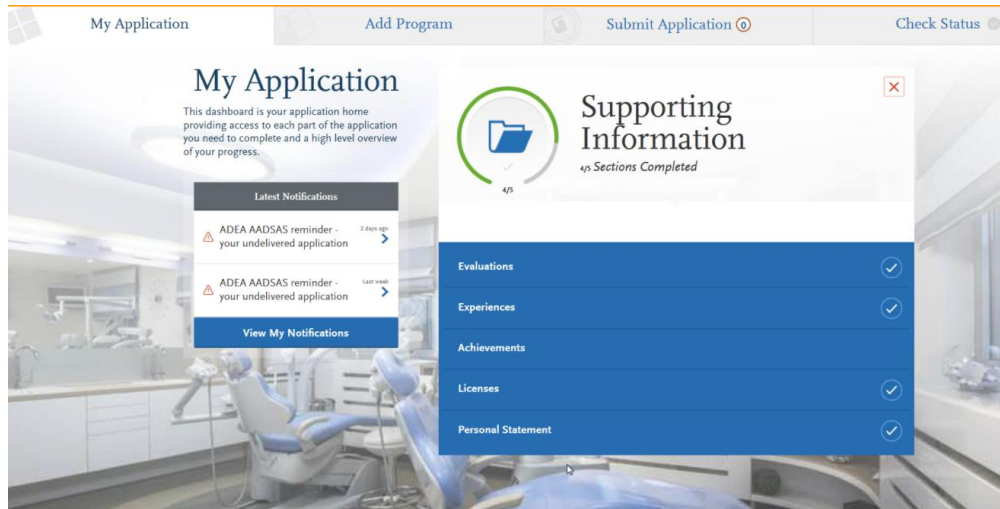 My Application
Add Program
Submit Application 0
Check Status
My Application
This dashboard is your application home
providing access to each part of the application
you need to complete and a high level overview
of your progress.
Latest Notifications
ADEA AADSAS reminder -
your undelivered application
2 days ago
ADEA AADSAS reminder -
your undelivered application
Last week
View My Notifications
4/5
Supporting
Information
4/5 Sections Completed
Evaluations
Experiences
Achievements
Licenses
Personal Statement